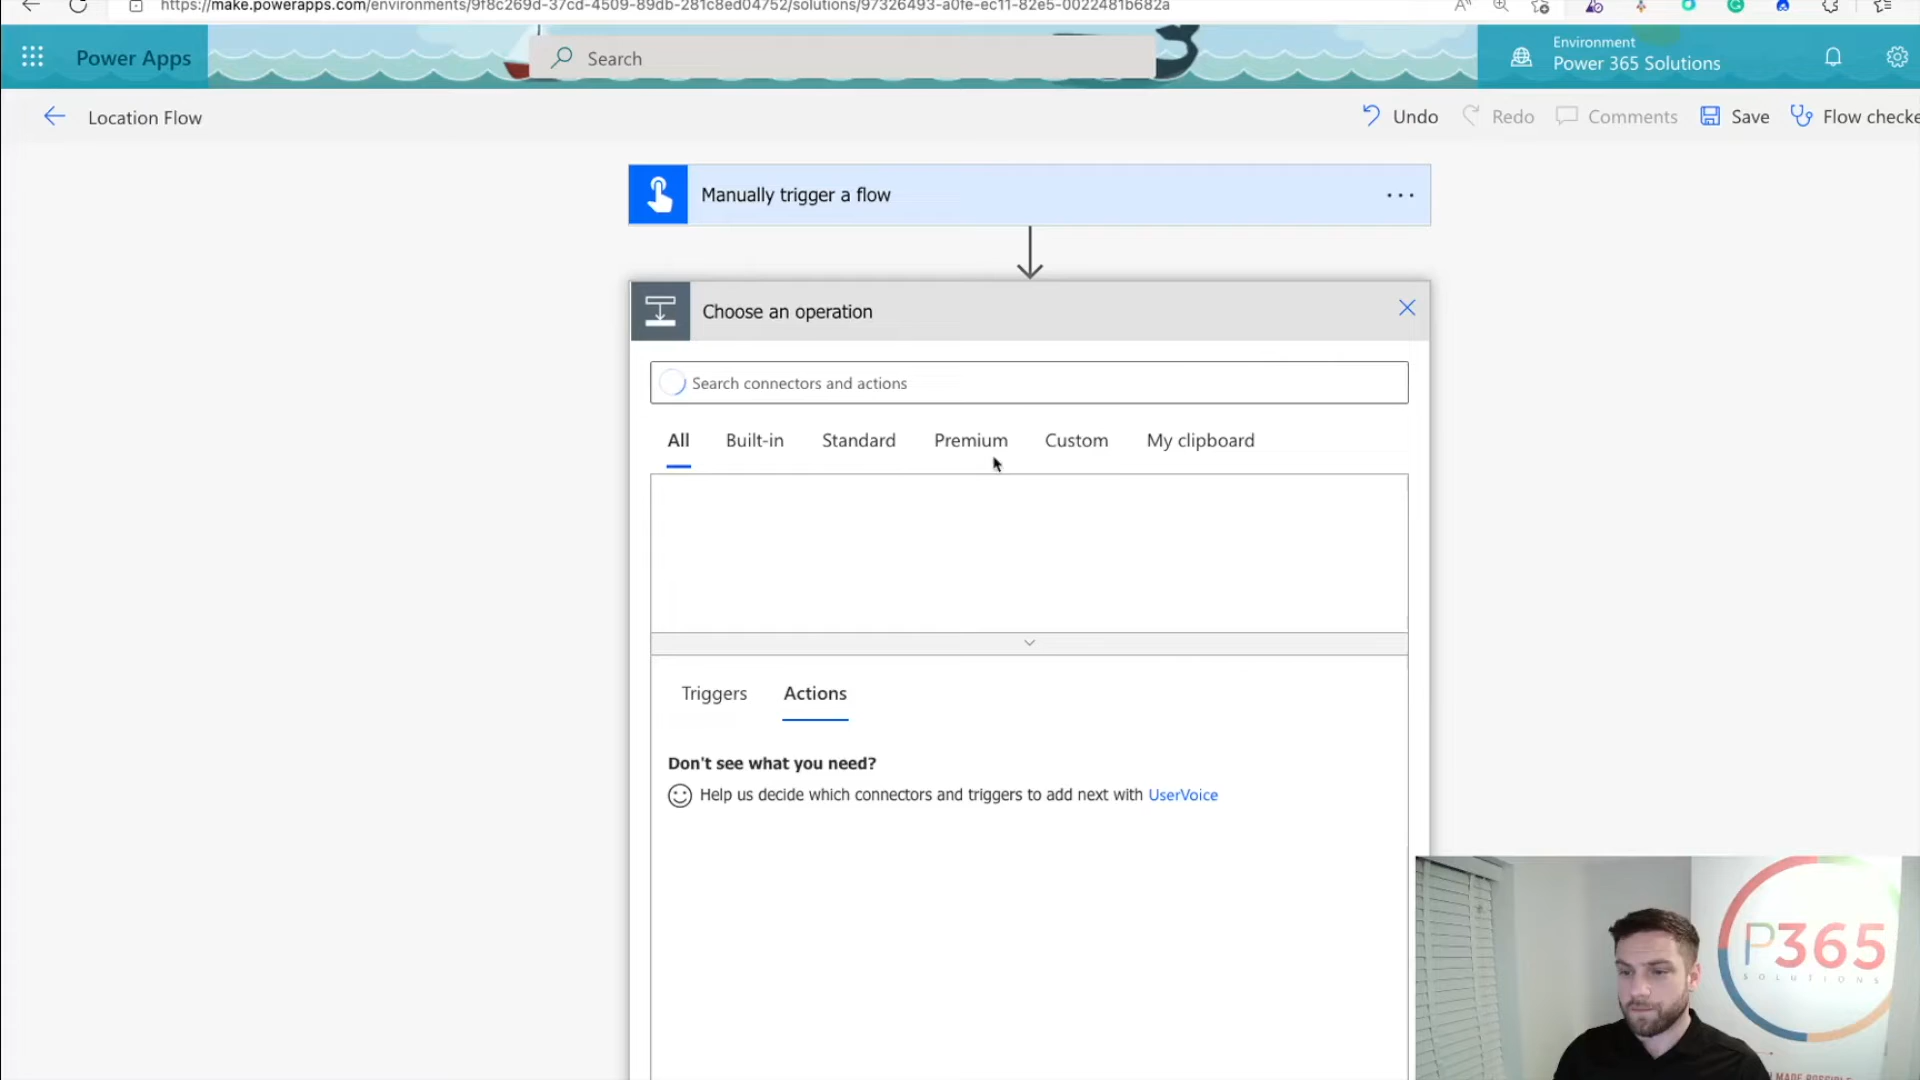 https://make.powerapps.com/environments/9f8c269d-37cd-4509-89db-281c8ed04752/solutions/97326493-a0fe-ec11-82e5-0022481b682a
Power Apps
Search
Environment
Power 365 Solutions
Location Flow
Undo
Redo
Comments
Save
Flow checke
Manually trigger a flow
Choose an operation
Search connectors and actions
All
Built-in
Standard
Premium
Custom
My clipboard
Triggers
Actions
Don't see what you need?
Help us decide which connectors and triggers to add next with UserVoice
P365
SOLUTIONS
MADE POSSIBLE